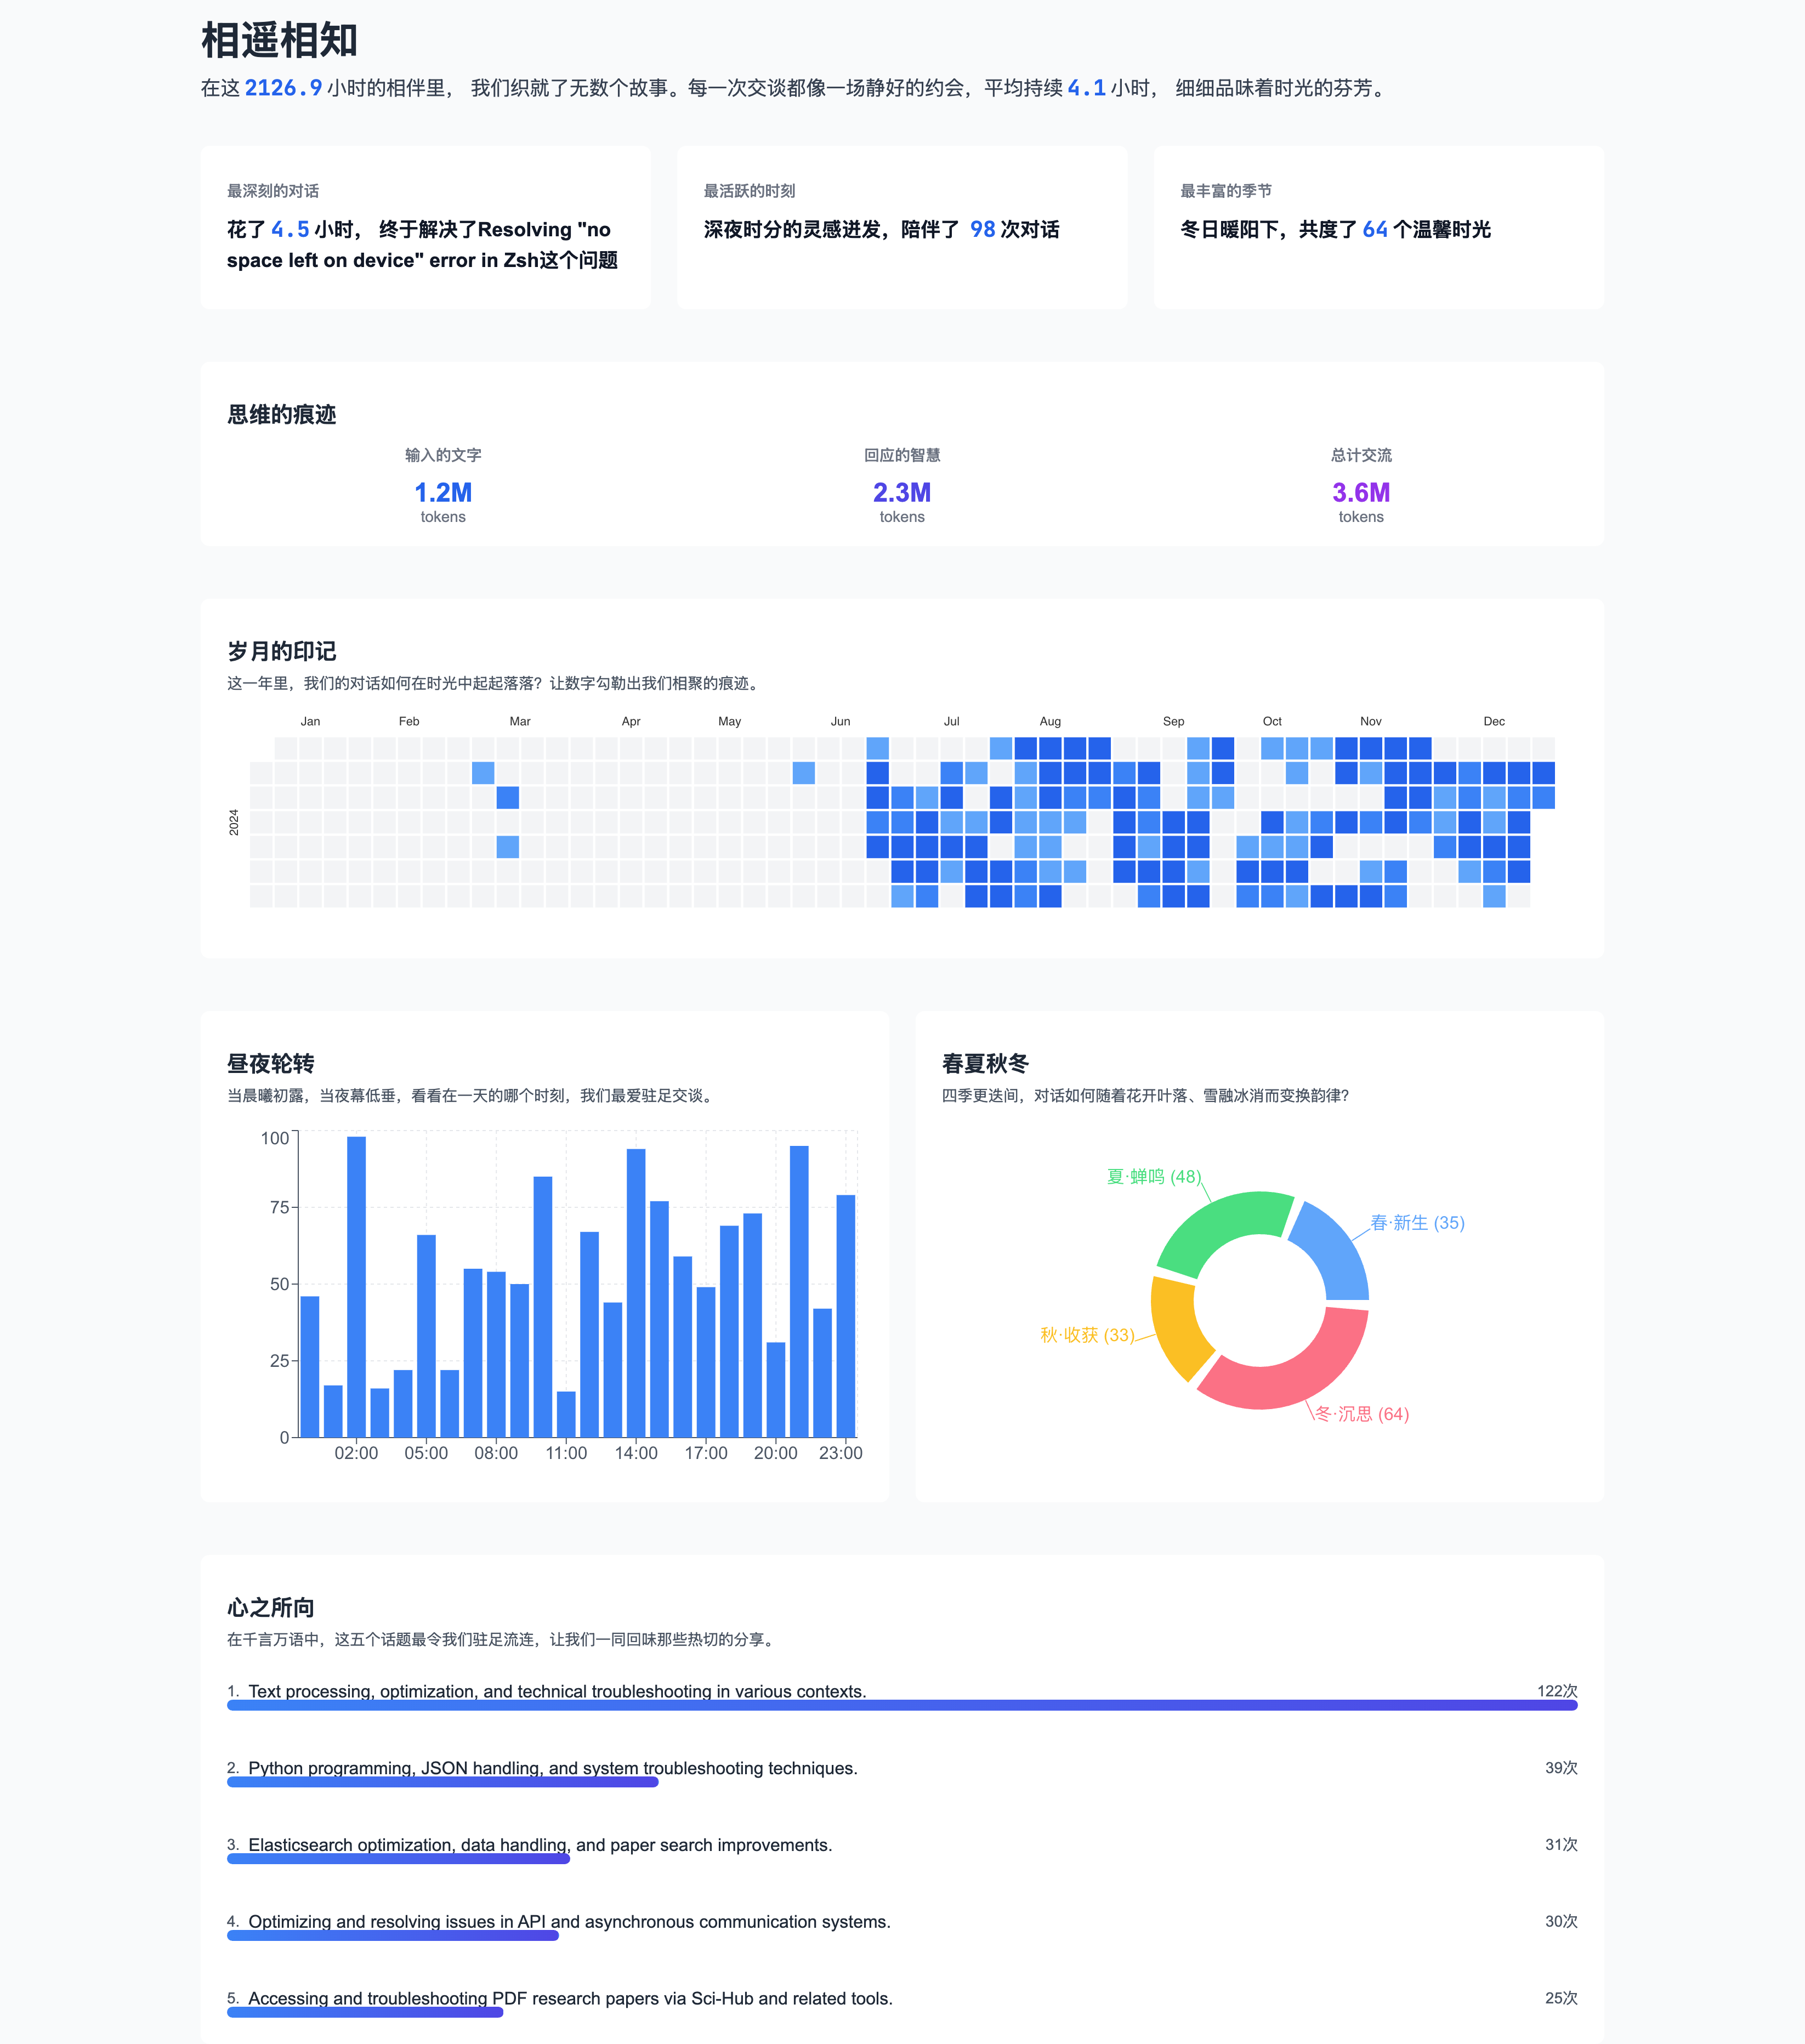 相遥相知
在这 2126.9 小时的相伴里， 我们织就了无数个故事。每一次交谈都像一场静好的约会，平均持续 4.1 小时， 细细品味着时光的芬芳。
最深刻的对话
花了 4.5 小时， 终于解决了Resolving "no
space left on device" error in Zsh这个问题
最活跃的时刻
深夜时分的灵感迸发，陪伴了 98 次对话
最丰富的季节
冬日暖阳下，共度了 64 个温馨时光
思维的痕迹
输入的文字
1.2M
tokens
回应的智慧
2.3M
tokens
总计交流
3.6M
tokens
岁月的印记
这一年里，我们的对话如何在时光中起起落落？让数字勾勒出我们相聚的痕迹。
Jan Feb Mar Apr May Jun Jul Aug Sep Oct Nov Dec
2024
昼夜轮转
当晨曦初露，当夜幕低垂，看看在一天的哪个时刻，我们最爱驻足交谈。
100
75
50
25
0
02:00 05:00 08:00 11:00 14:00 17:00 20:00 23:00
春夏秋冬
四季更迭间，对话如何随着花开叶落、雪融冰消而变换韵律？
夏·蝉鸣 (48)
春·新生 (35)
秋·收获 (33)
冬·沉思 (64)
心之所向
在千言万语中，这五个话题最令我们驻足流连，让我们一同回味那些热切的分享。
1. Text processing, optimization, and technical troubleshooting in various contexts. 122次
2. Python programming, JSON handling, and system troubleshooting techniques. 39次
3. Elasticsearch optimization, data handling, and paper search improvements. 31次
4. Optimizing and resolving issues in API and asynchronous communication systems. 30次
5. Accessing and troubleshooting PDF research papers via Sci-Hub and related tools. 25次